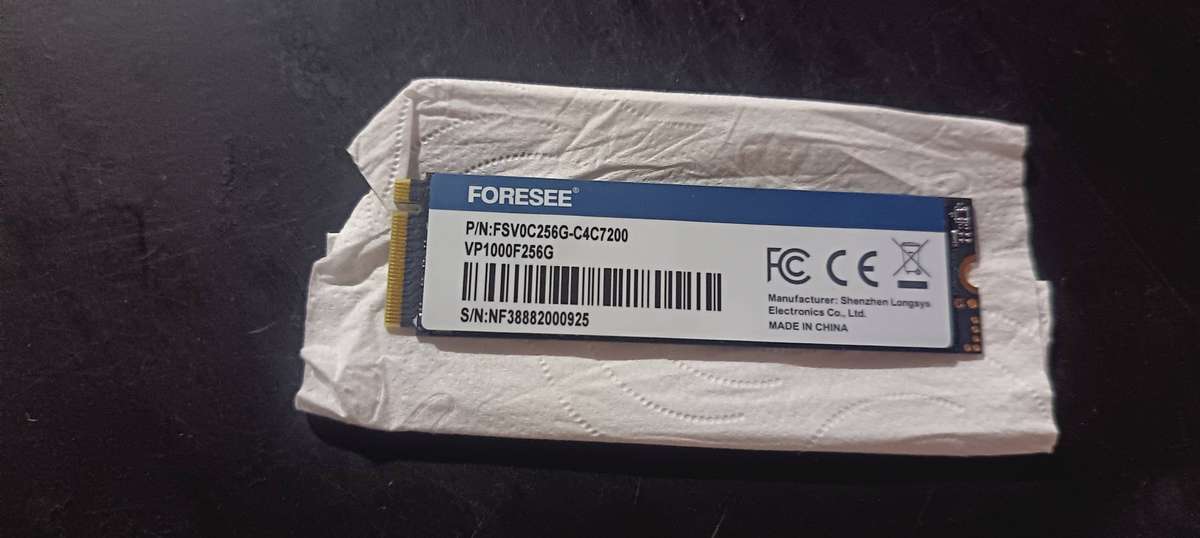 FORESEE®
P/N:FSV0C256G-C4C7200
VP1000F256G
S/N:NF38882000925
FC CE
Manufacturer: Shenzhen Longsys
Electronics Co., Ltd.
MADE IN CHINA